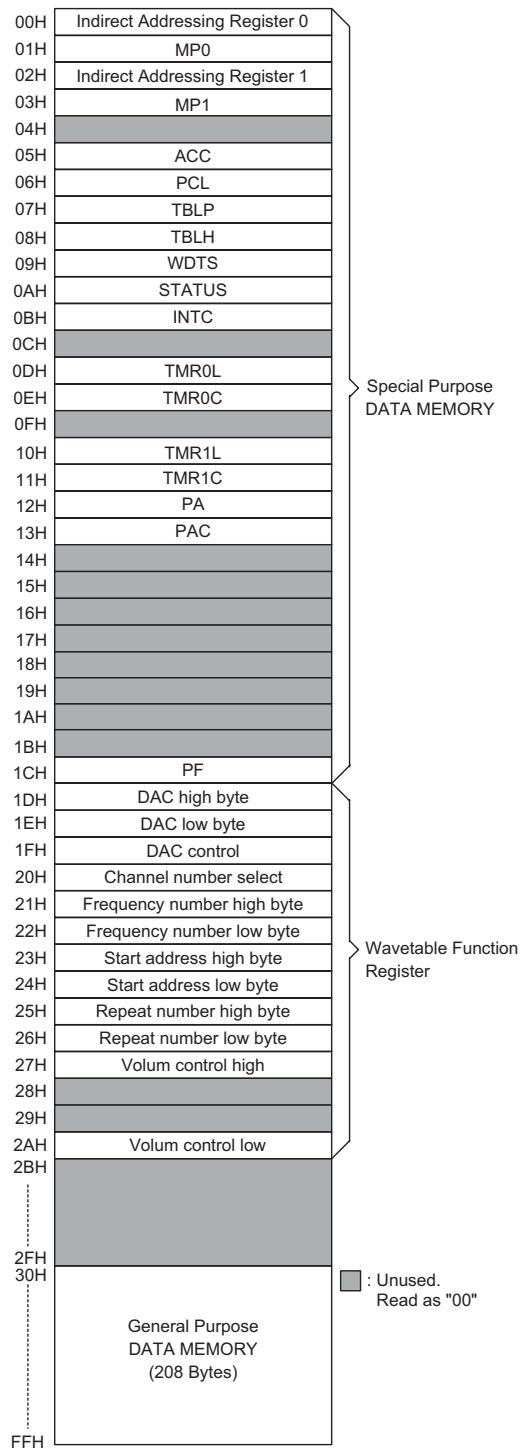 00H Indirect Addressing Register 0
01H MP0
02H Indirect Addressing Register 1
03H MP1
04H
05H ACC
06H PCL
07H TBLP
08H TBLH
09H WDTS
0AH STATUS
0BH INTC
0CH
0DH TMR0L
0EH TMR0C
0FH
10H TMR1L
11H TMR1C
12H PA
13H PAC
14H
15H
16H
17H
18H
19H
1AH
1BH
1CH PF
Special Purpose
DATA MEMORY
1DH DAC high byte
1EH DAC low byte
1FH DAC control
20H Channel number select
21H Frequency number high byte
22H Frequency number low byte
23H Start address high byte
24H Start address low byte
25H Repeat number high byte
26H Repeat number low byte
27H Volum control high
28H
29H
2AH Volum control low
Wavetable Function
Register
2BH
2FH
30H
General Purpose
DATA MEMORY
(208 Bytes)
FFH
: Unused.
Read as "00"